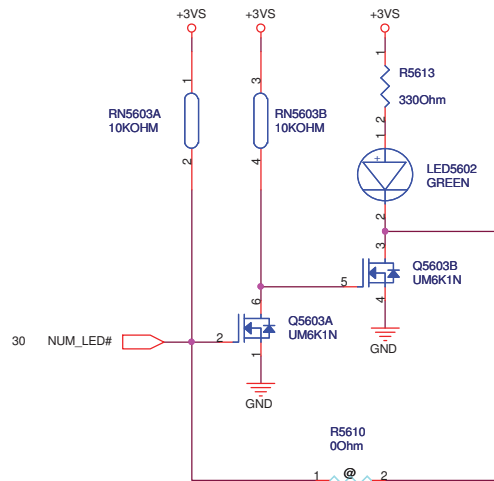 +3VS +3VS +3VS
1 3 1
R5613
330Ohm
RN5603A RN5603B
10KOHM 10KOHM
2 4 2
1
+
LED5602
GREEN
2
3
Q5603B
UM6K1N
5
4
6
Q5603A
UM6K1N
30 NUM_LED# 2
1
GND
GND
R5610
0Ohm
1 @ 2